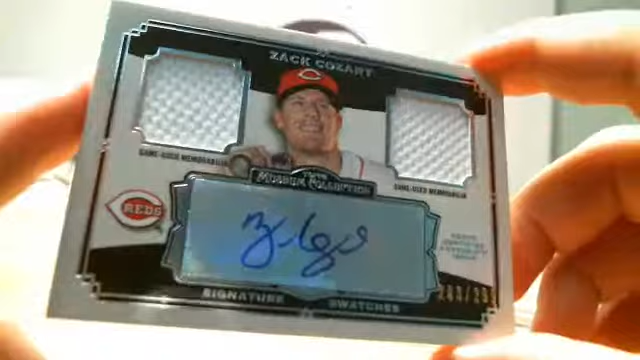 ZACK COZART
GAME-USED MEMORABILIA
GAME-USED MEMORABILIA
MUSEUM COLLECTION
REDS
SIGNATURE SWATCHES